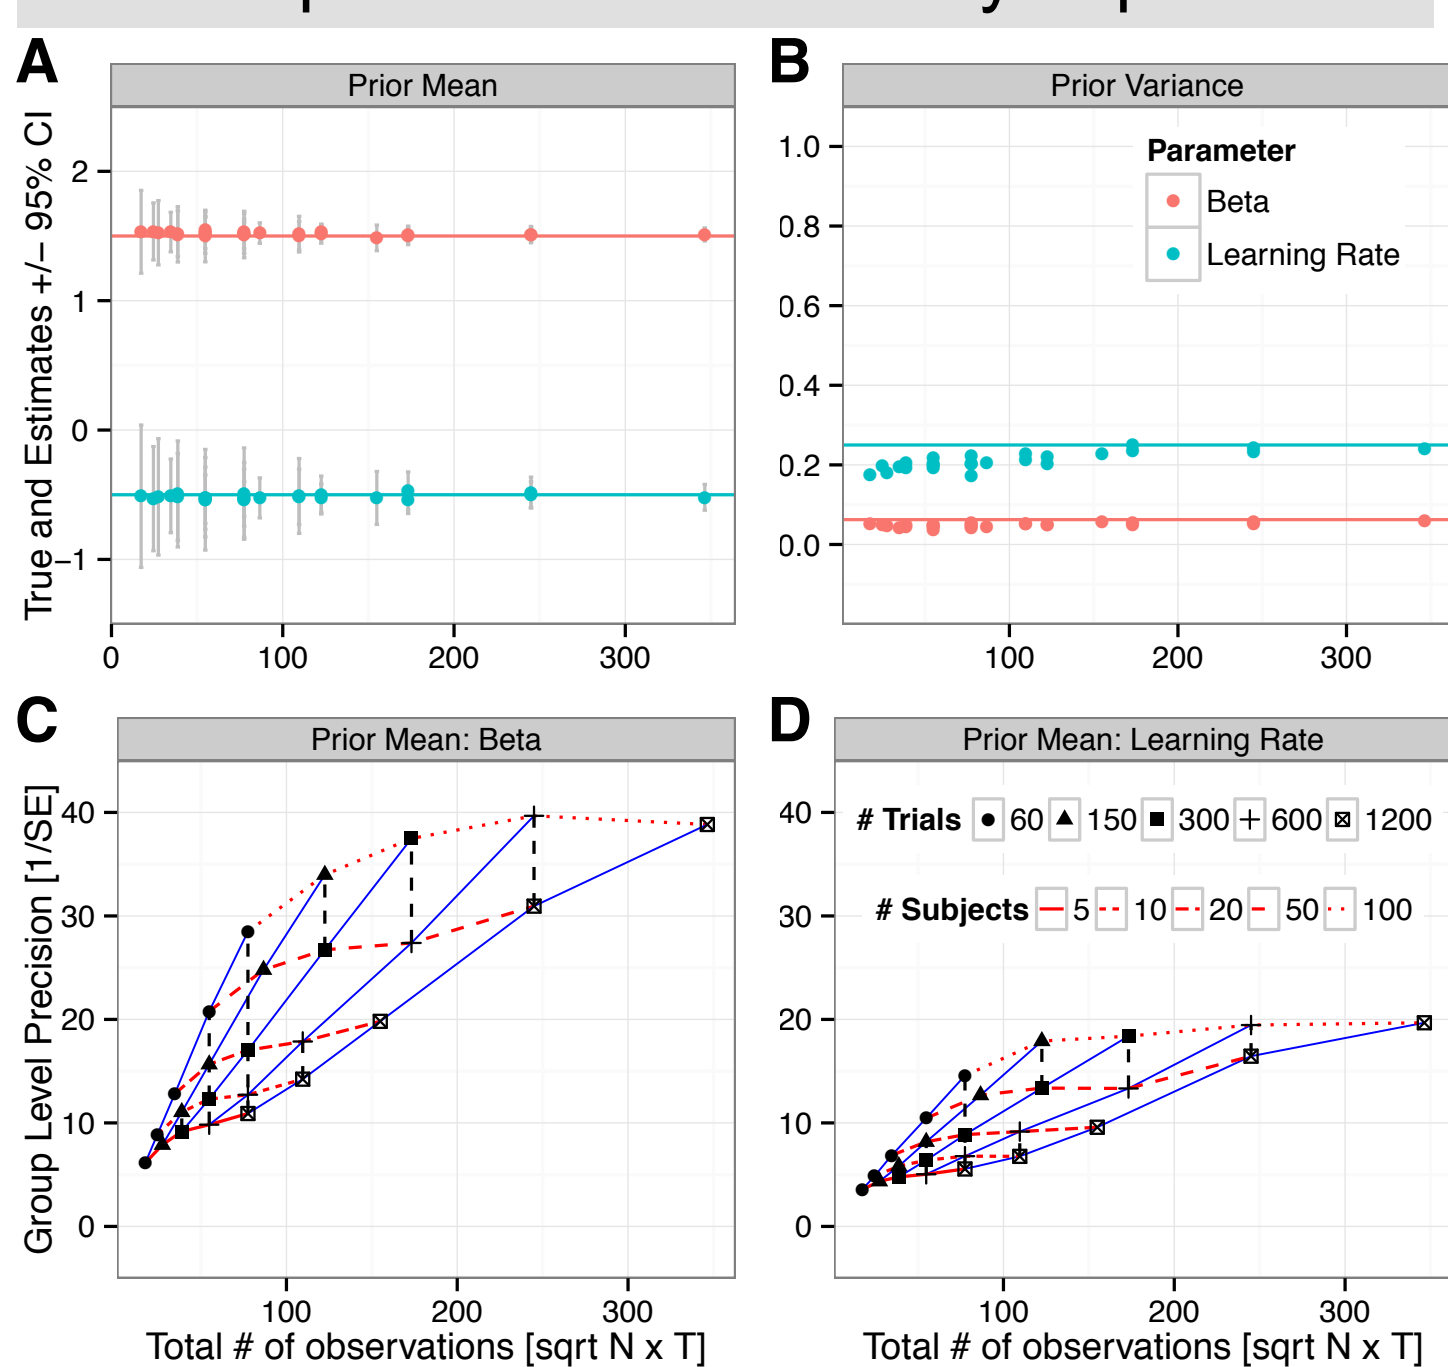 A
B
Prior Mean
Prior Variance
True and Estimates +/− 95% CI
2
1
0
−1
0
100
200
300
1.0
0.8
0.6
0.4
0.2
0.0
Parameter
Beta
Learning Rate
100
200
300
C
D
Prior Mean: Beta
Prior Mean: Learning Rate
Group Level Precision [1/SE]
40
30
20
10
0
100
200
300
Total # of observations [sqrt N x T]
40
30
20
10
0
# Trials 60 150 300 600 1200
# Subjects 5 10 20 50 100
100
200
300
Total # of observations [sqrt N x T]